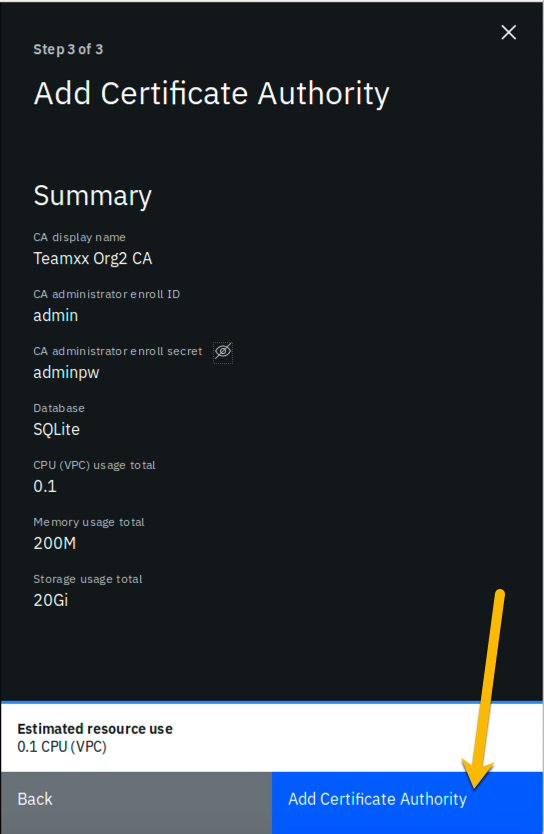 Step 3 of 3
Add Certificate Authority
Summary
CA display name
Teamxx Org2 CA
CA administrator enroll ID
admin
CA administrator enroll secret
adminpw
Database
SQLite
CPU (VPC) usage total
0.1
Memory usage total
200M
Storage usage total
20Gi
Estimated resource use
0.1 CPU (VPC)
Back
Add Certificate Authority